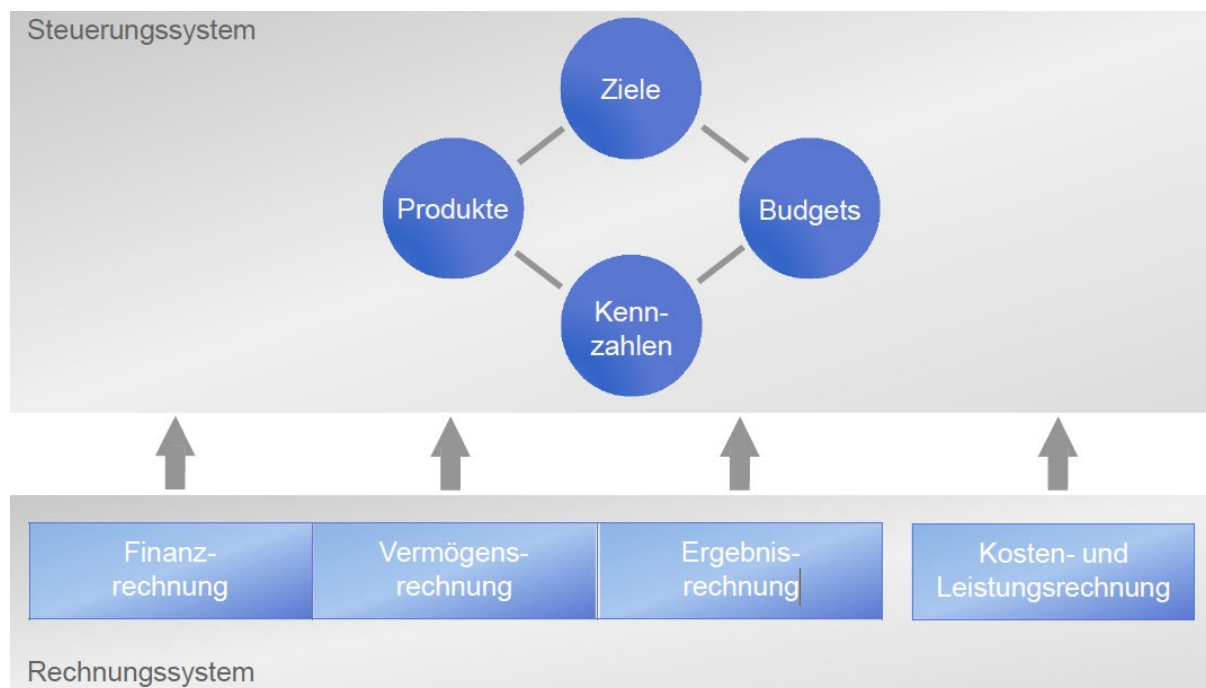 Steuerungssystem
Ziele
Produkte
Budgets
Kenn-
zahlen
Finanz-
rechnung
Vermögens-
rechnung
Ergebnis-
rechnung
Kosten- und
Leistungsrechnung
Rechnungssystem